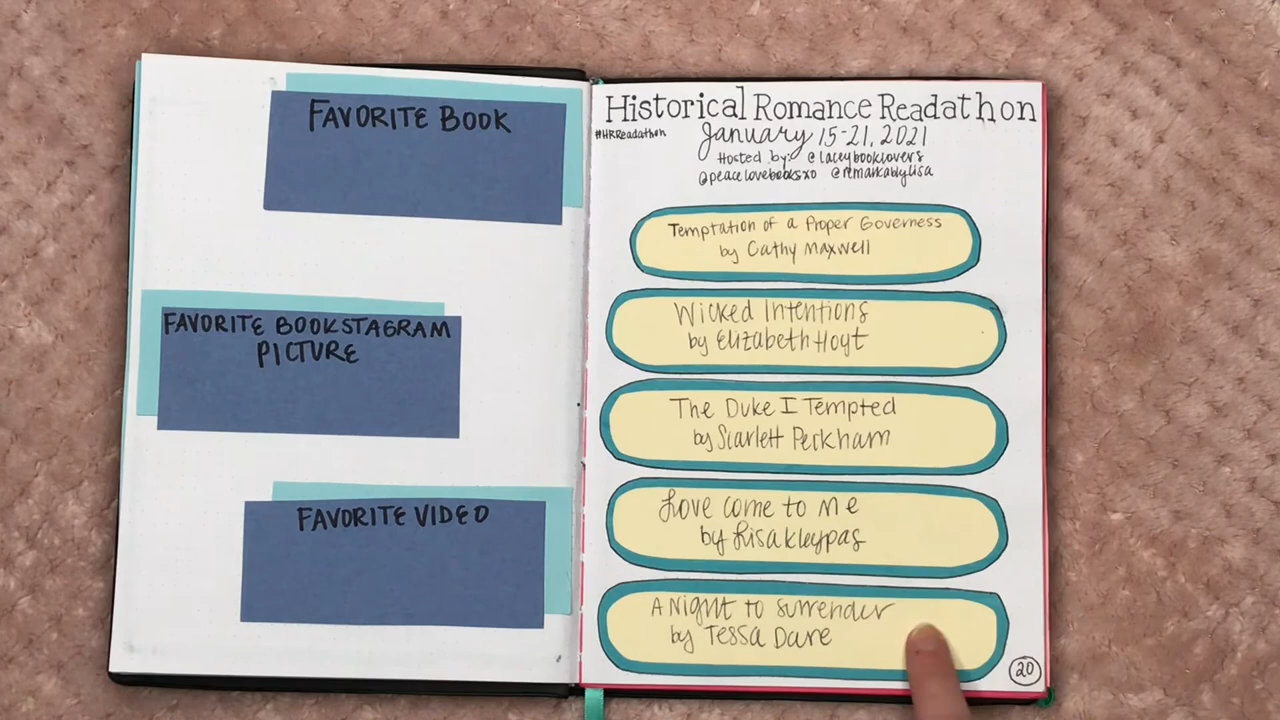 FAVORITE BOOK
FAVORITE BOOKSTAGRAM
PICTURE
FAVORITE VIDEO
Historical Romance Readathon
#HRReadathon
January 15-21, 2021
Hosted by: @laceybooklovers
@peacelovebooksxo @remarkablylisa
Temptation of a Proper Governess
by Cathy Maxwell
Wicked Intentions
by Elizabeth Hoyt
The Duke I Tempted
by Scarlett Peckham
Love Come to Me
by Lisa Kleypas
A Night to Surrender
by Tessa Dare
20